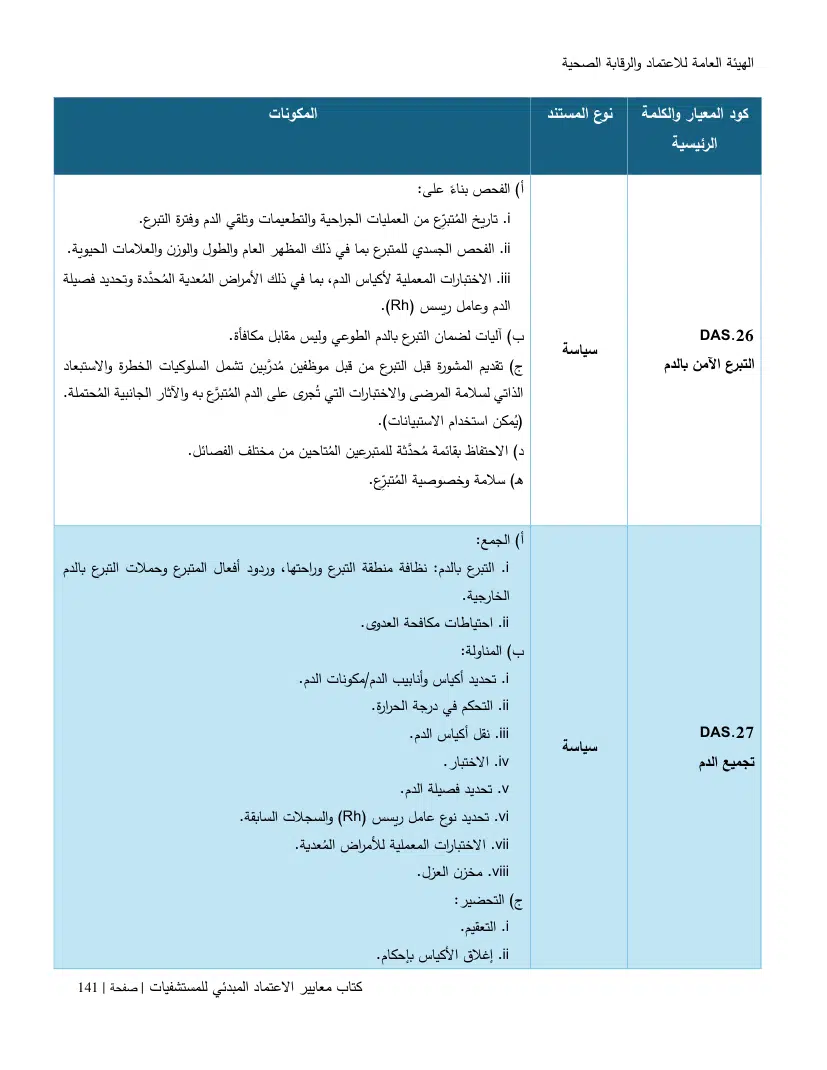 الهيئة العامة للاعتماد والرقابة الصحية
كود المعيار والكلمة الرئيسية
نوع المستند
المكونات
DAS.26
التبرع الآمن بالدم
سياسة
أ) الفحص بناءً على:
i. تاريخ المُتبرّع من العمليات الجراحية والتطعيمات وتلقي الدم وفترة التبرع.
ii. الفحص الجسدي للمتبرع بما في ذلك المظهر العام والطول والوزن والعلامات الحيوية.
iii. الاختبارات المعملية لأكياس الدم، بما في ذلك الأمراض المُعدية المُحدَّدة وتحديد فصيلة
الدم وعامل ريسس (Rh).
ب) آليات لضمان التبرع بالدم الطوعي وليس مقابل مكافأة.
ج) تقديم المشورة قبل التبرع من قبل موظفين مُدرَّبين تشمل السلوكيات الخطرة والاستبعاد
الذاتي لسلامة المرضى والاختبارات التي تُجرى على الدم المُتبرَّع به والآثار الجانبية المُحتملة.
(يُمكن استخدام الاستبيانات).
د) الاحتفاظ بقائمة مُحدَّثة للمتبرعين المُتاحين من مختلف الفصائل.
هـ) سلامة وخصوصية المُتبرّع.
DAS.27
تجميع الدم
سياسة
أ) الجمع:
i. التبرع بالدم: نظافة منطقة التبرع وراحتها، وردود أفعال المتبرع وحملات التبرع بالدم
الخارجية.
ii. احتياطات مكافحة العدوى.
ب) المناولة:
i. تحديد أكياس وأنابيب الدم/مكونات الدم.
ii. التحكم في درجة الحرارة.
iii. نقل أكياس الدم.
iv. الاختبار.
v. تحديد فصيلة الدم.
vi. تحديد نوع عامل ريسس (Rh) والسجلات السابقة.
vii. الاختبارات المعملية للأمراض المُعدية.
viii. مخزن العزل.
ج) التحضير:
i. التعقيم.
ii. إغلاق الأكياس بإحكام.
كتاب معايير الاعتماد المبدئي للمستشفيات | صفحة | 141